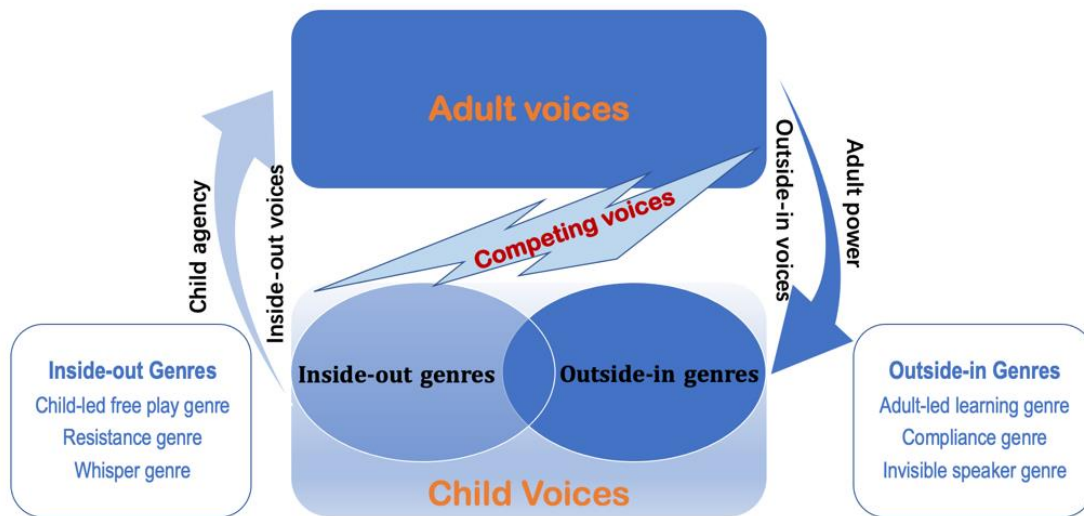 Adult voices
Competing voices
Child agency
Inside-out voices
Outside-in voices
Adult power
Inside-out genres
Outside-in genres
Child Voices
Inside-out Genres
Child-led free play genre
Resistance genre
Whisper genre
Outside-in Genres
Adult-led learning genre
Compliance genre
Invisible speaker genre